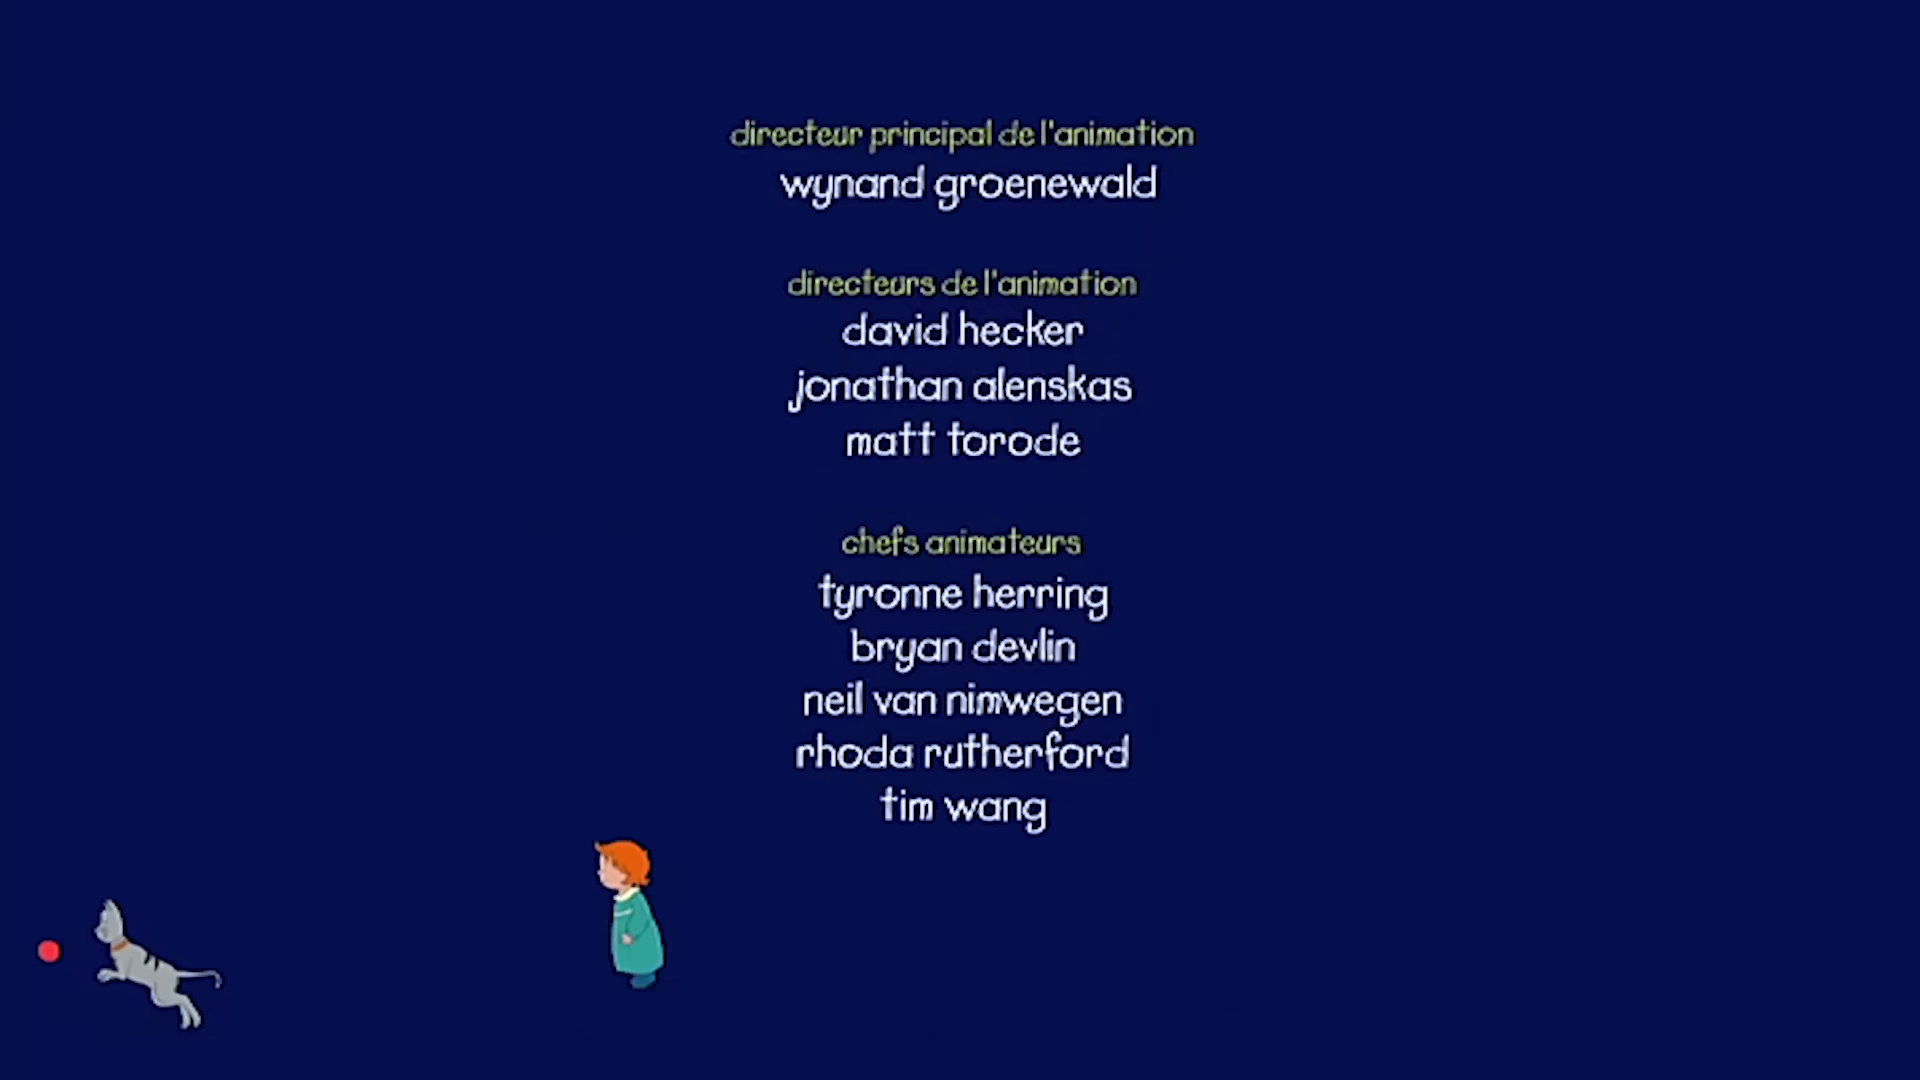 directeur principal de l'animation
wynand groenewald
directeurs de l'animation
david hecker
jonathan alenskas
matt torode
chefs animateurs
tyronne herring
bryan devlin
neil van nimwegen
rhoda rutherford
tim wang